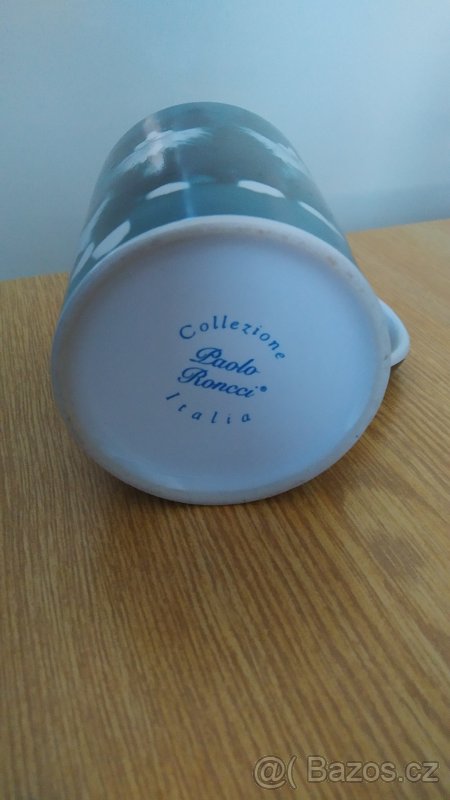 Collezione
Paolo
Roncci®
Italia
@( | Bazos.cz